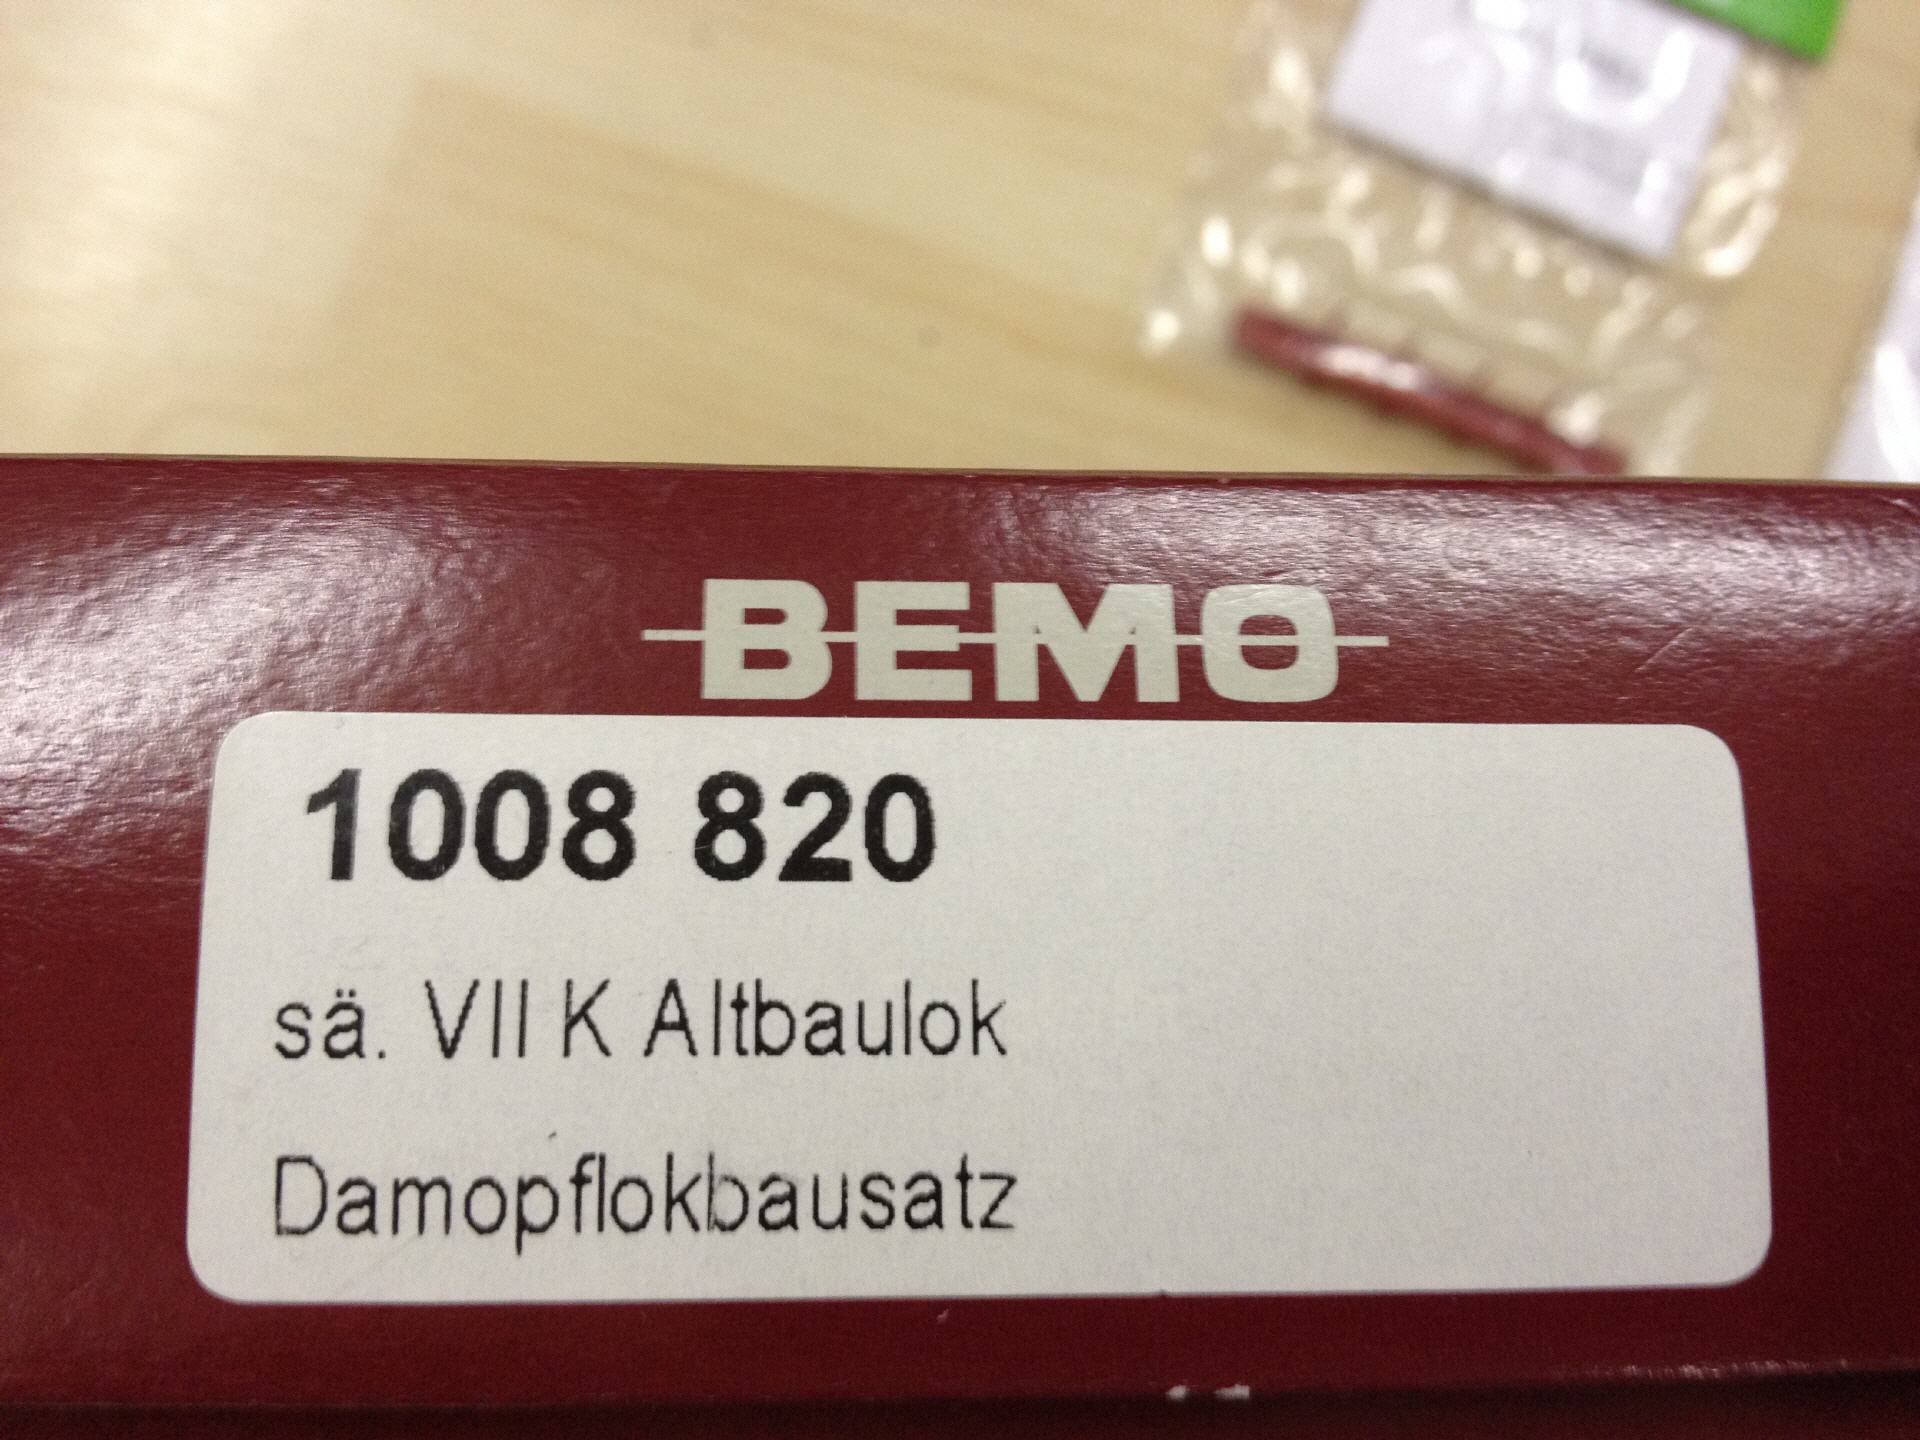 BEMO
1008 820
sä. VII K Altbaulok
Damopflokbausatz